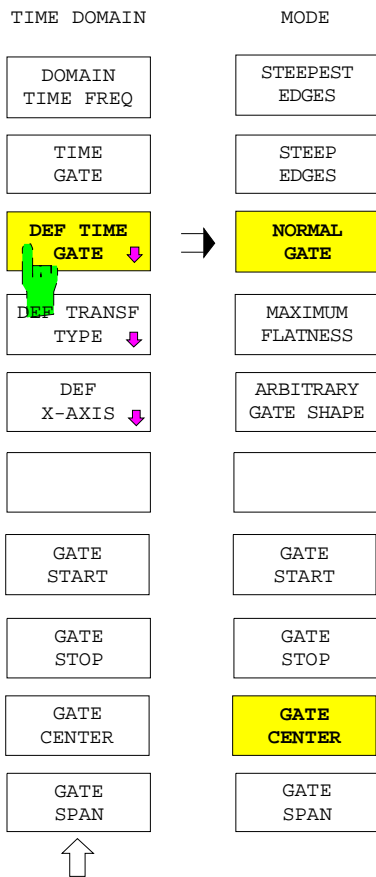 TIME DOMAIN
DOMAIN
TIME FREQ
TIME
GATE
DEF TIME
GATE
DEF TRANSF
TYPE
DEF
X-AXIS
GATE
START
GATE
STOP
GATE
CENTER
GATE
SPAN
MODE
STEEPEST
EDGES
STEEP
EDGES
NORMAL
GATE
MAXIMUM
FLATNESS
ARBITRARY
GATE SHAPE
GATE
START
GATE
STOP
GATE
CENTER
GATE
SPAN